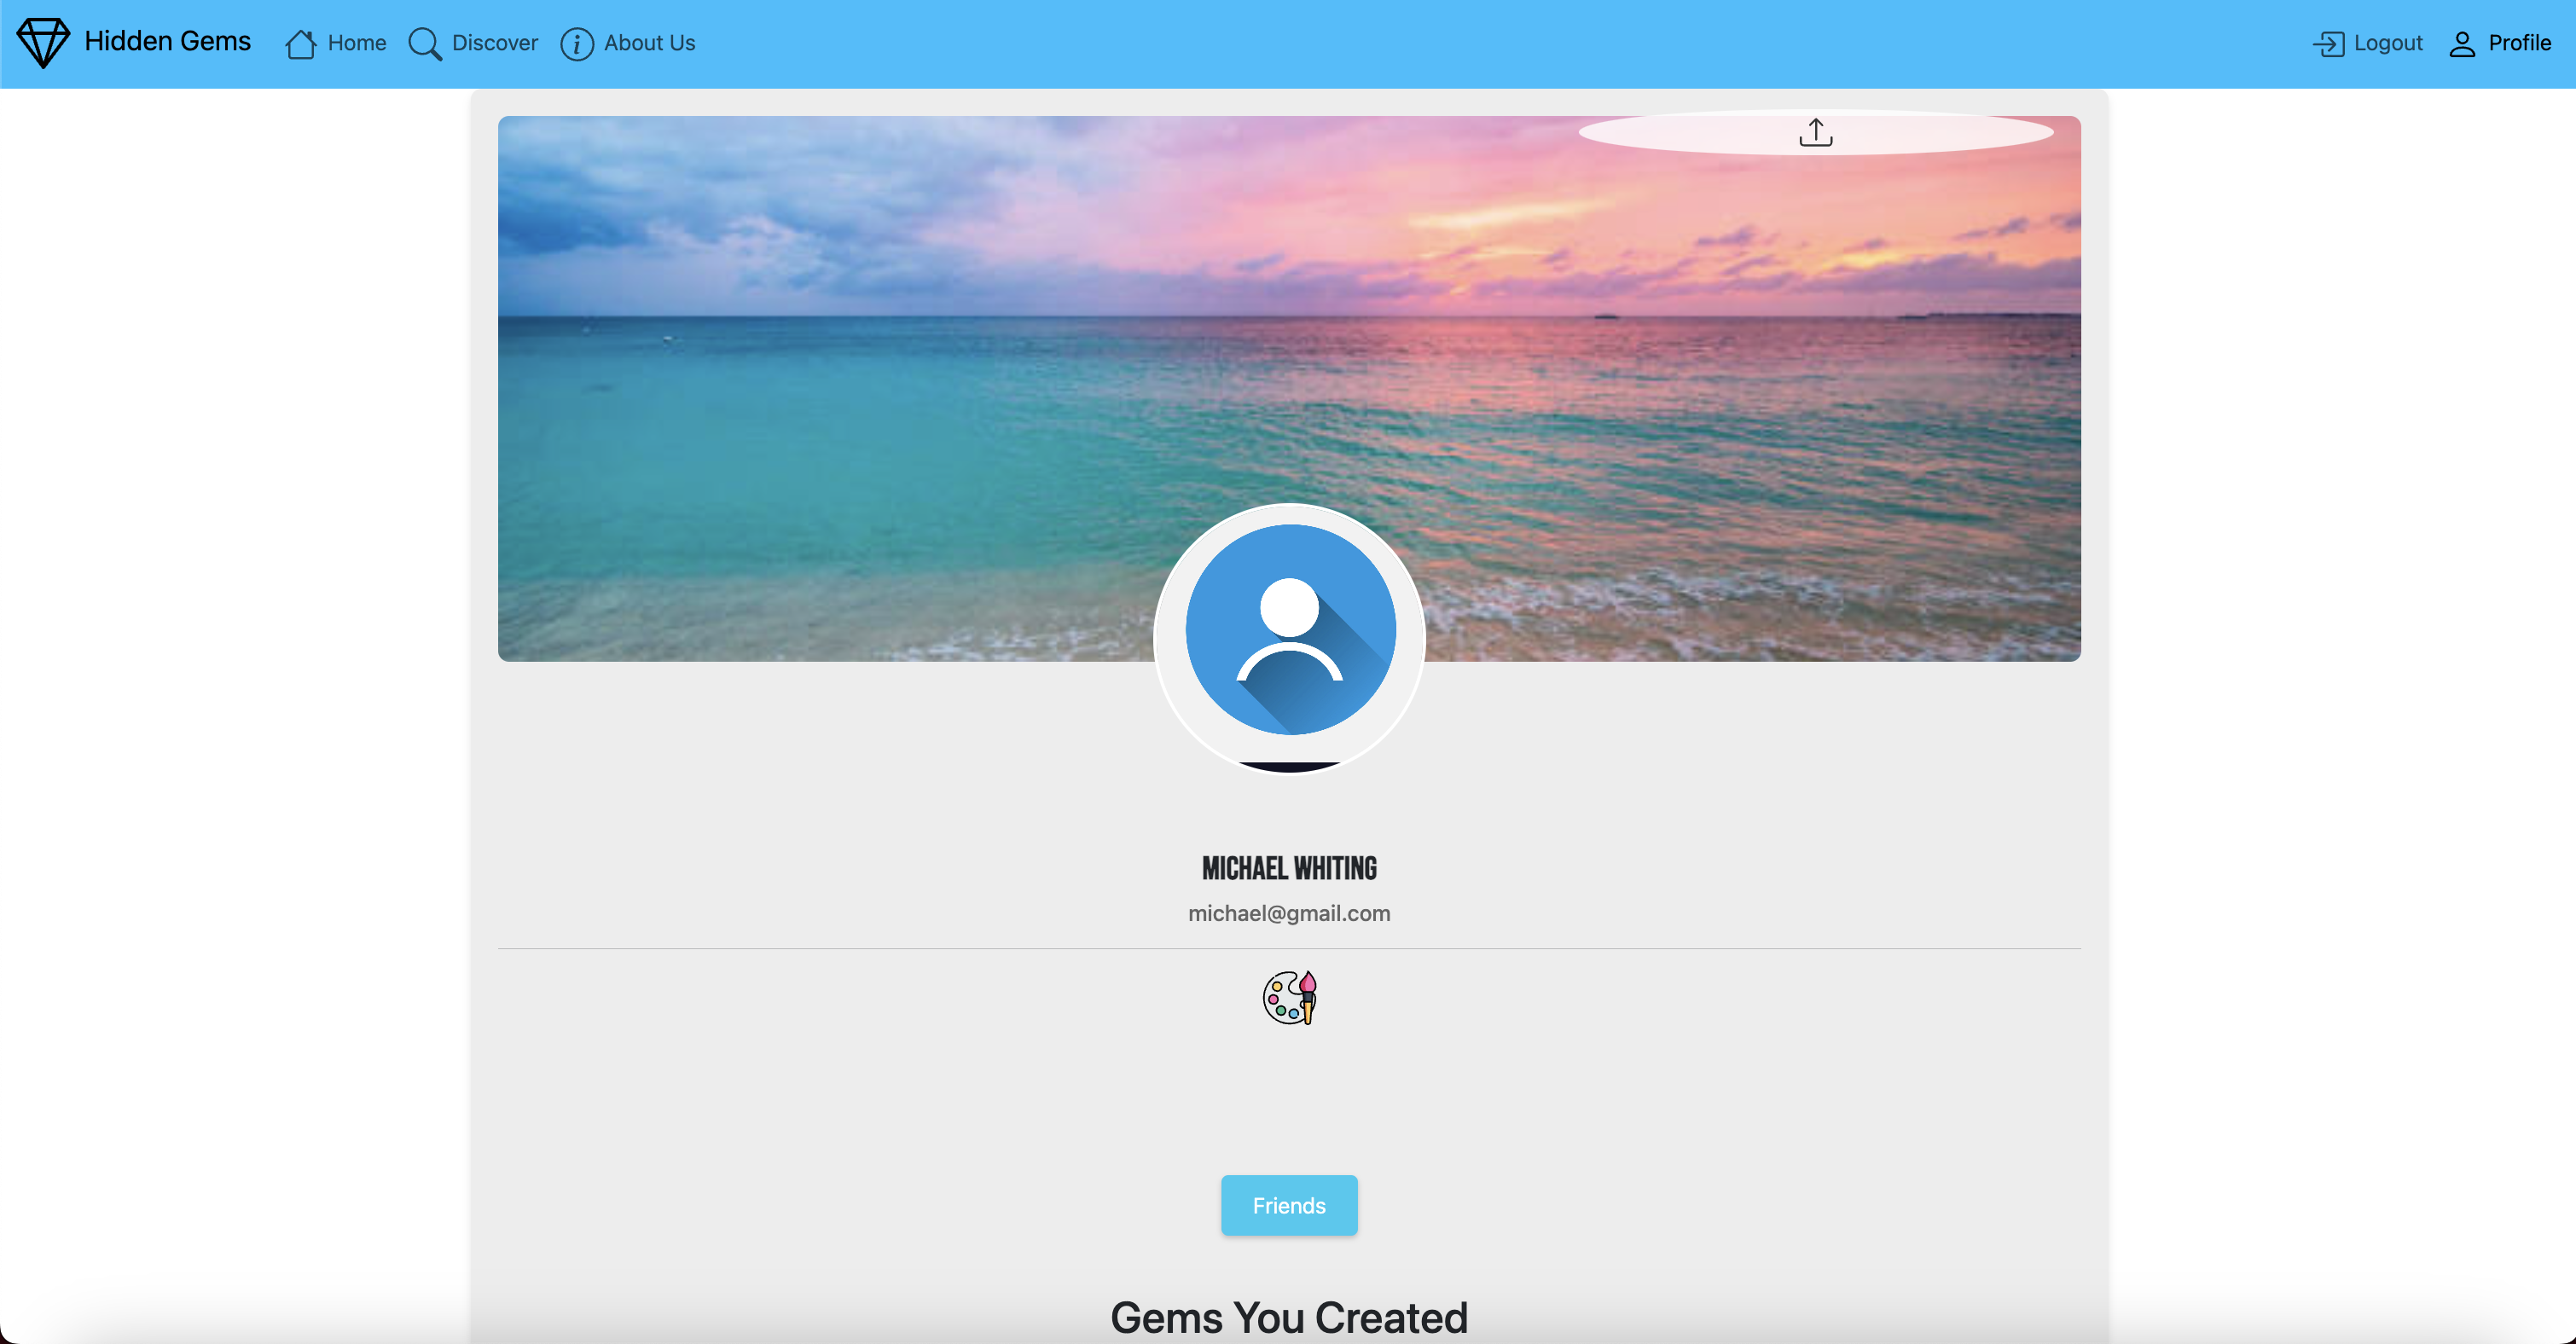 Hidden Gems Home Discover About Us Logout Profile
MICHAEL WHITING
michael@gmail.com
Friends
Gems You Created